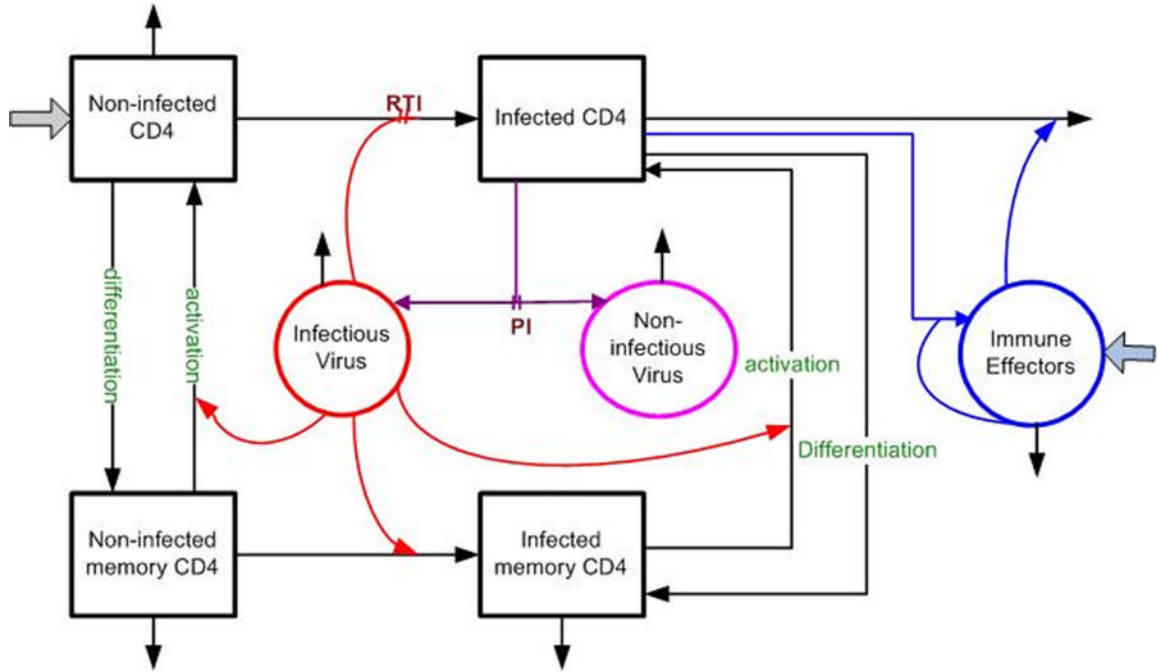 Non-infected
CD4
RTI
Infected CD4
differentiation
activation
Infectious
Virus
PI
Non-
infectious
Virus
activation
Immune
Effectors
Differentiation
Non-infected
memory CD4
Infected
memory CD4